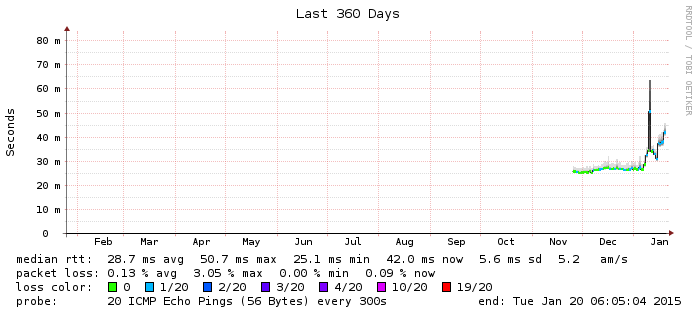 Last 360 Days
RRDTOOL / TOBI OETIKER
Seconds
80 m
70 m
60 m
50 m
40 m
30 m
20 m
10 m
0
Feb Mar Apr May Jun Jul Aug Sep Oct Nov Dec Jan
median rtt: 28.7 ms avg 50.7 ms max 25.1 ms min 42.0 ms now 5.6 ms sd 5.2 am/s
packet loss: 0.13 % avg 3.05 % max 0.00 % min 0.09 % now
loss color: 0 1/20 2/20 3/20 4/20 10/20 19/20
probe: 20 ICMP Echo Pings (56 Bytes) every 300s end: Tue Jan 20 06:05:04 2015